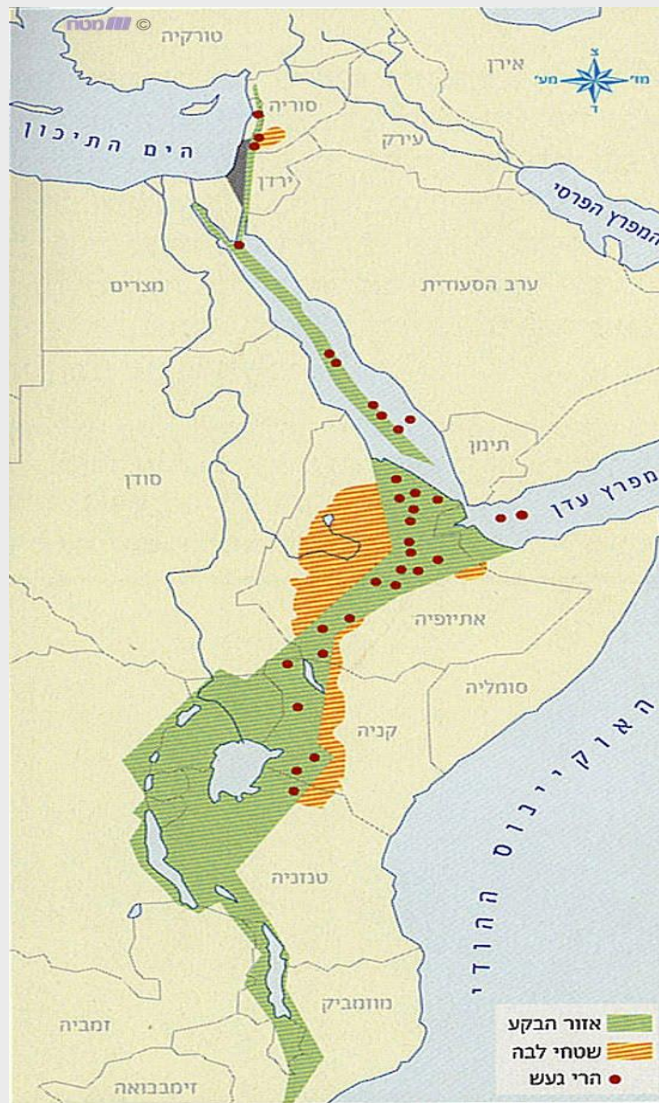 © מטח
טורקיה
אירן
צ
מז'
מע'
ד
סוריה
עירק
הים התיכון
ירדן
המפרץ הפרסי
מצרים
ערב הסעודית
תימן
סודן
מפרץ עדן
אתיופיה
סומליה
קניה
האוקיינוס ההודי
טנזניה
מוזמביק
זמביה
זימבבואה
אזור הבקע
שטחי לבה
הרי געש